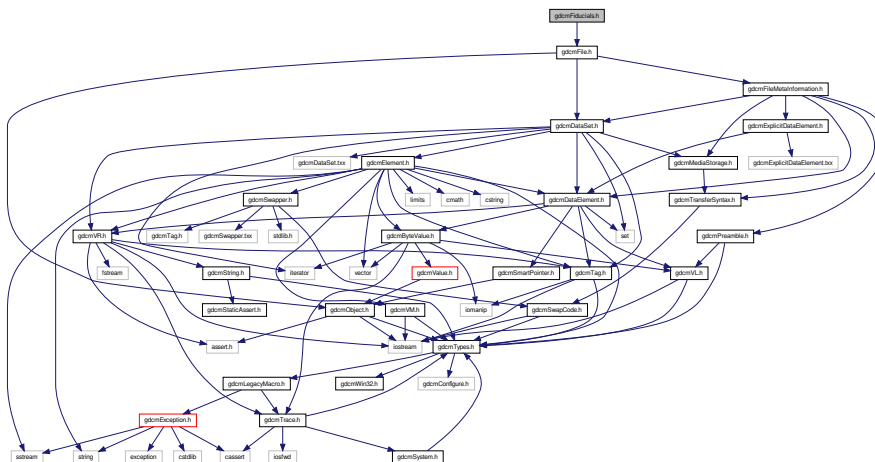 gdcmFiducials.h
gdcmFile.h
gdcmFileMetaInformation.h
gdcmDataSet.h
gdcmExplicitDataElement.h
gdcmDataSet.txx
gdcmElement.h
gdcmMediaStorage.h
gdcmExplicitDataElement.txx
gdcmSwapper.h
limits
cmath
cstring
gdcmDataElement.h
gdcmTransferSyntax.h
gdcmVR.h
gdcmTag.h
gdcmSwapper.txx
stdlib.h
gdcmByteValue.h
set
gdcmPreamble.h
fstream
gdcmString.h
iterator
vector
gdcmValue.h
gdcmSmartPointer.h
gdcmTag.h
gdcmVL.h
gdcmStaticAssert.h
gdcmObject.h
gdcmVM.h
iomanip
gdcmSwapCode.h
assert.h
iostream
gdcmTypes.h
gdcmLegacyMacro.h
gdcmWin32.h
gdcmConfigure.h
gdcmException.h
gdcmTrace.h
sstream
string
exception
cstdlib
cassert
iosfwd
gdcmSystem.h